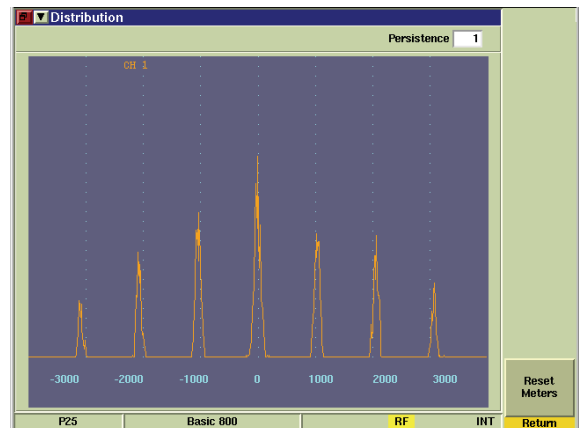 Distribution
Persistence 1
CH 1
-3000 -2000 -1000 0 1000 2000 3000
Reset
Meters
P25 Basic 800 RF INT Return